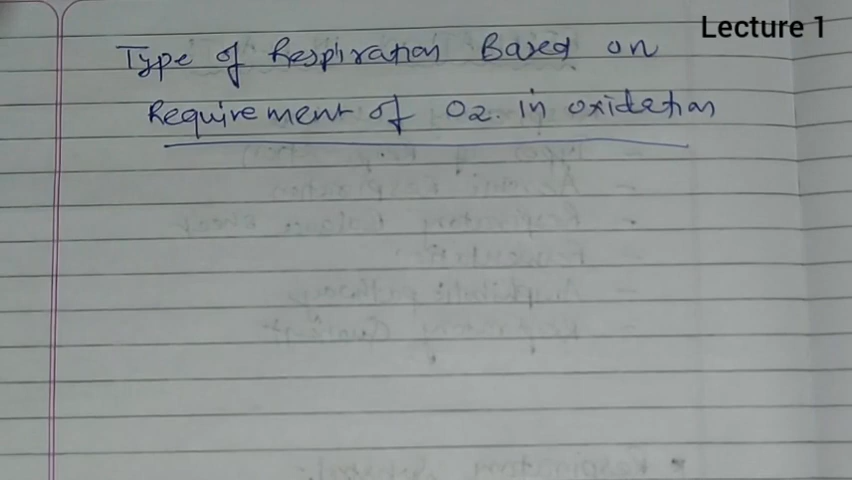 Lecture 1
Type of Respiration Based on
Requirement of O2. in oxidation